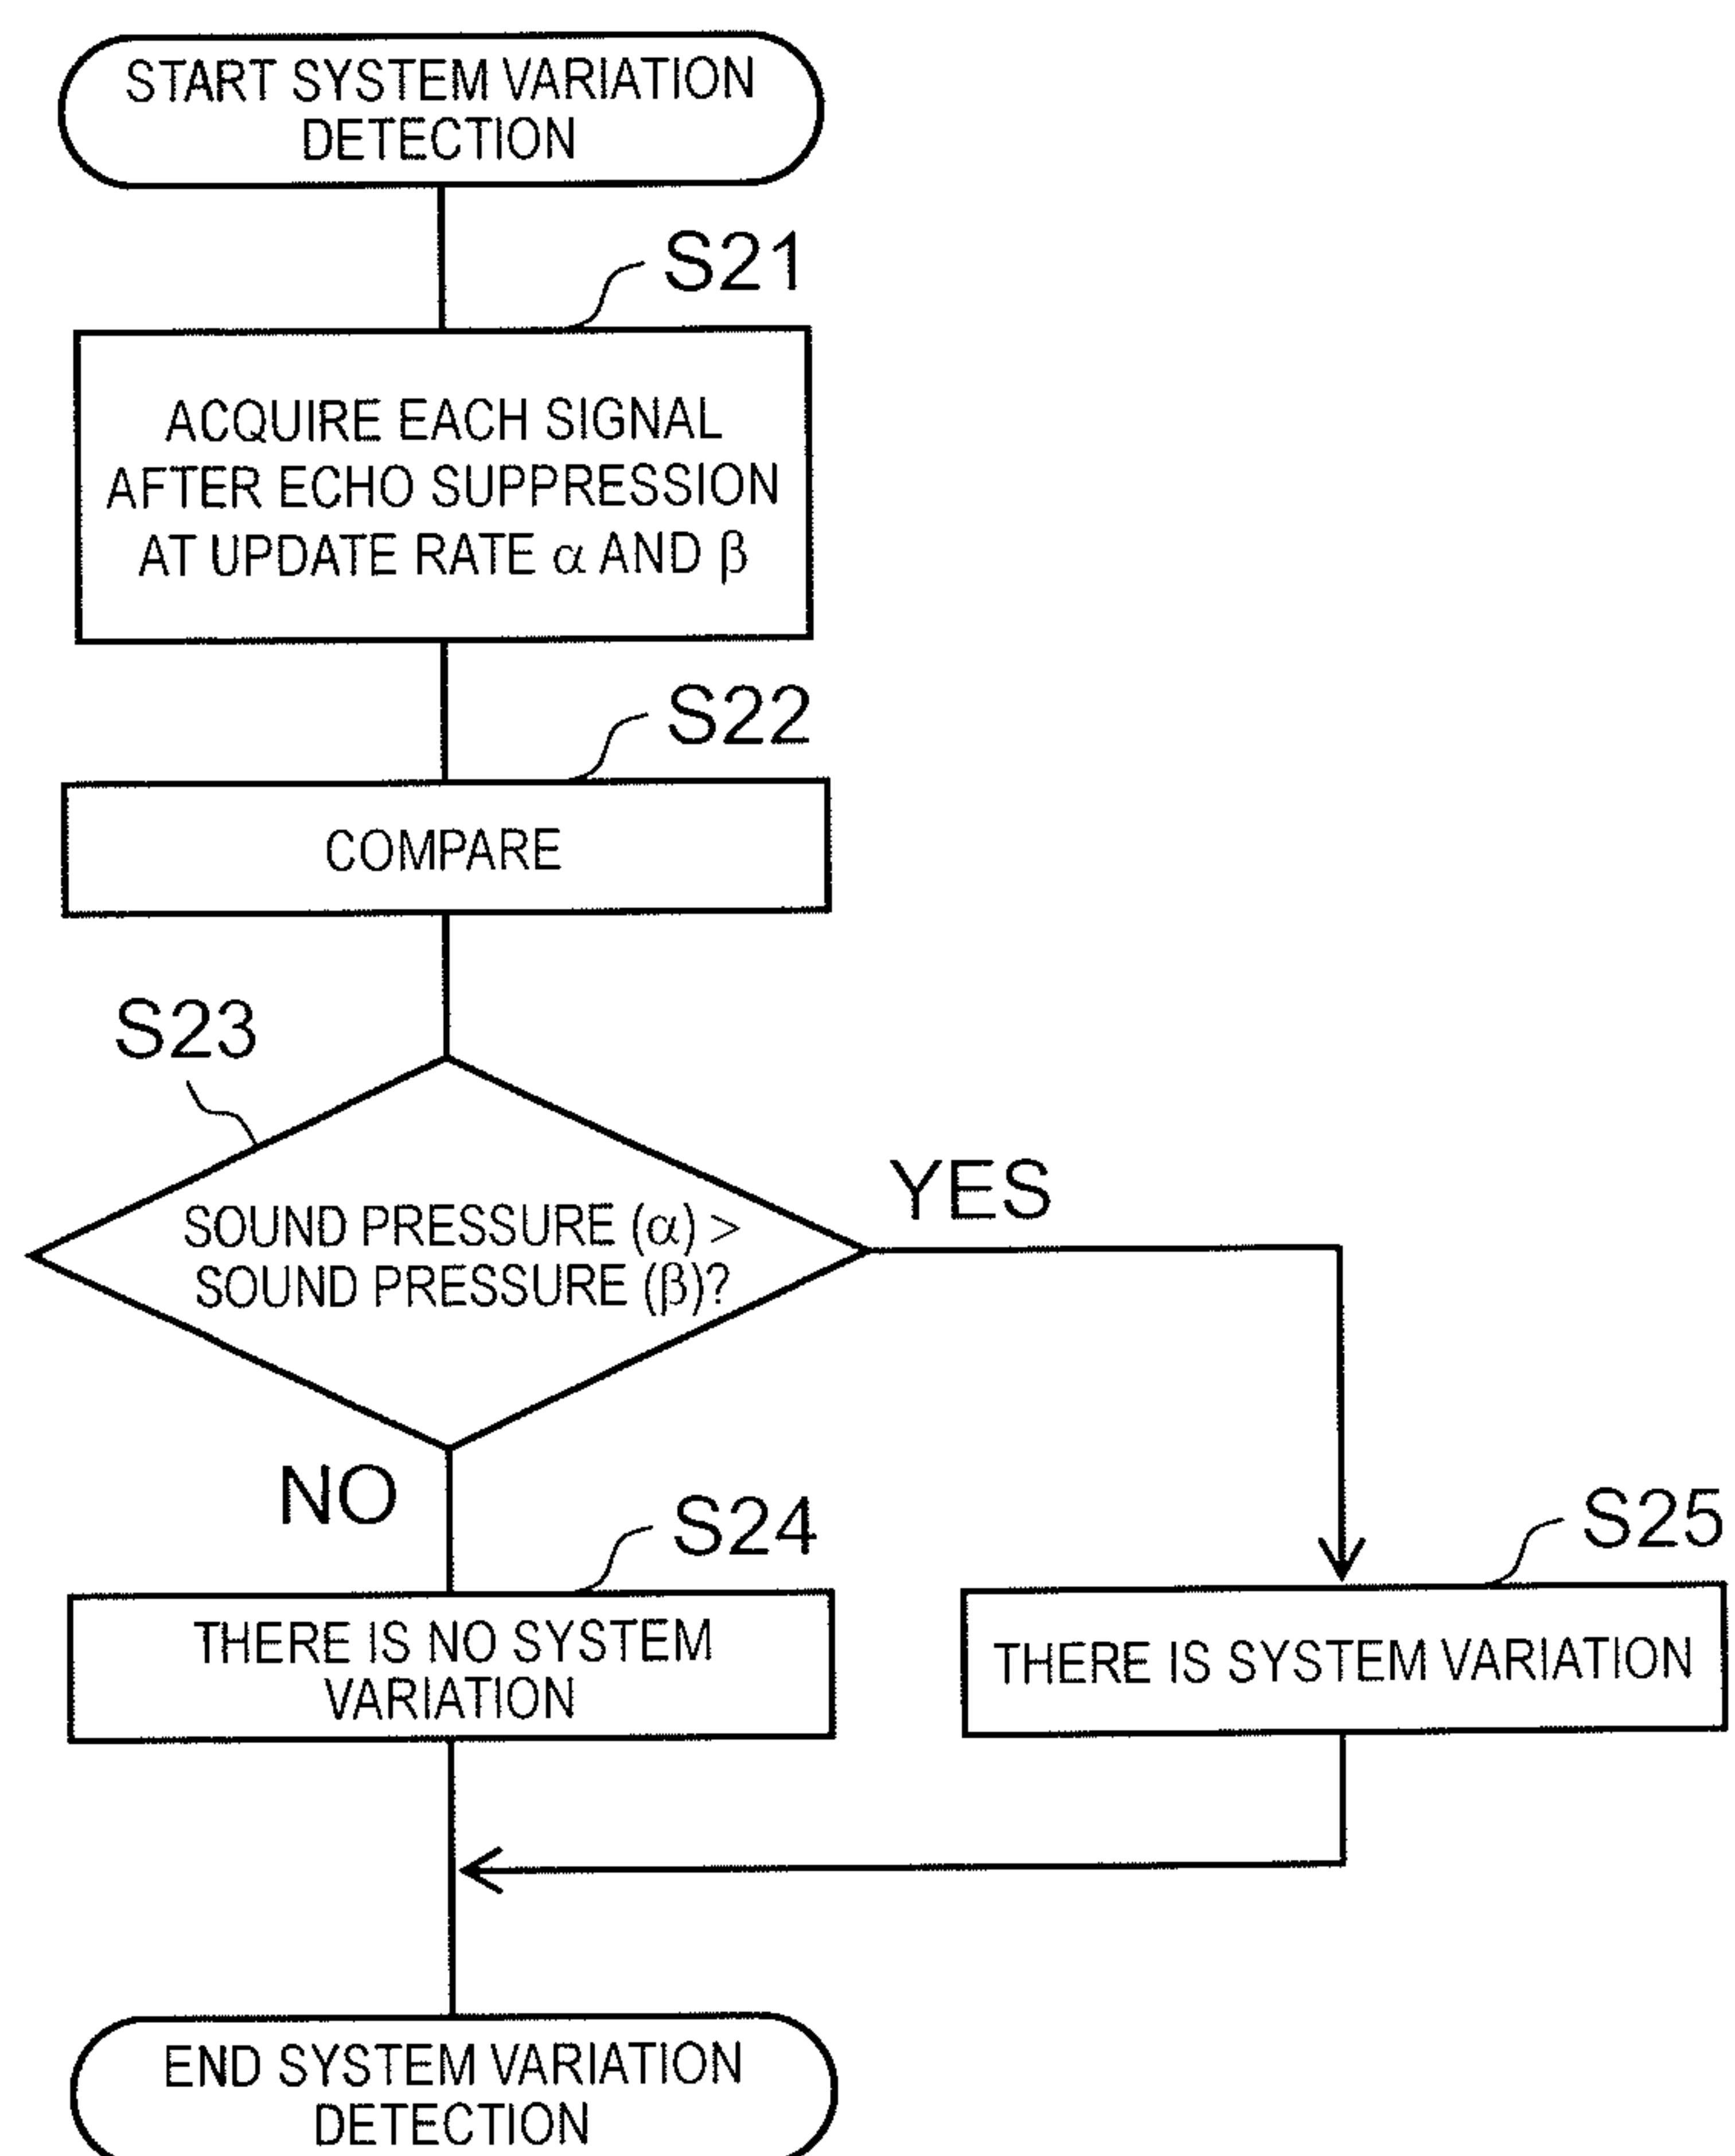 START SYSTEM VARIATION
DETECTION
S21
ACQUIRE EACH SIGNAL
AFTER ECHO SUPPRESSION
AT UPDATE RATE α AND β
S22
COMPARE
S23
SOUND PRESSURE (α) >
SOUND PRESSURE (β)?
YES
NO
S24
THERE IS NO SYSTEM
VARIATION
S25
THERE IS SYSTEM VARIATION
END SYSTEM VARIATION
DETECTION